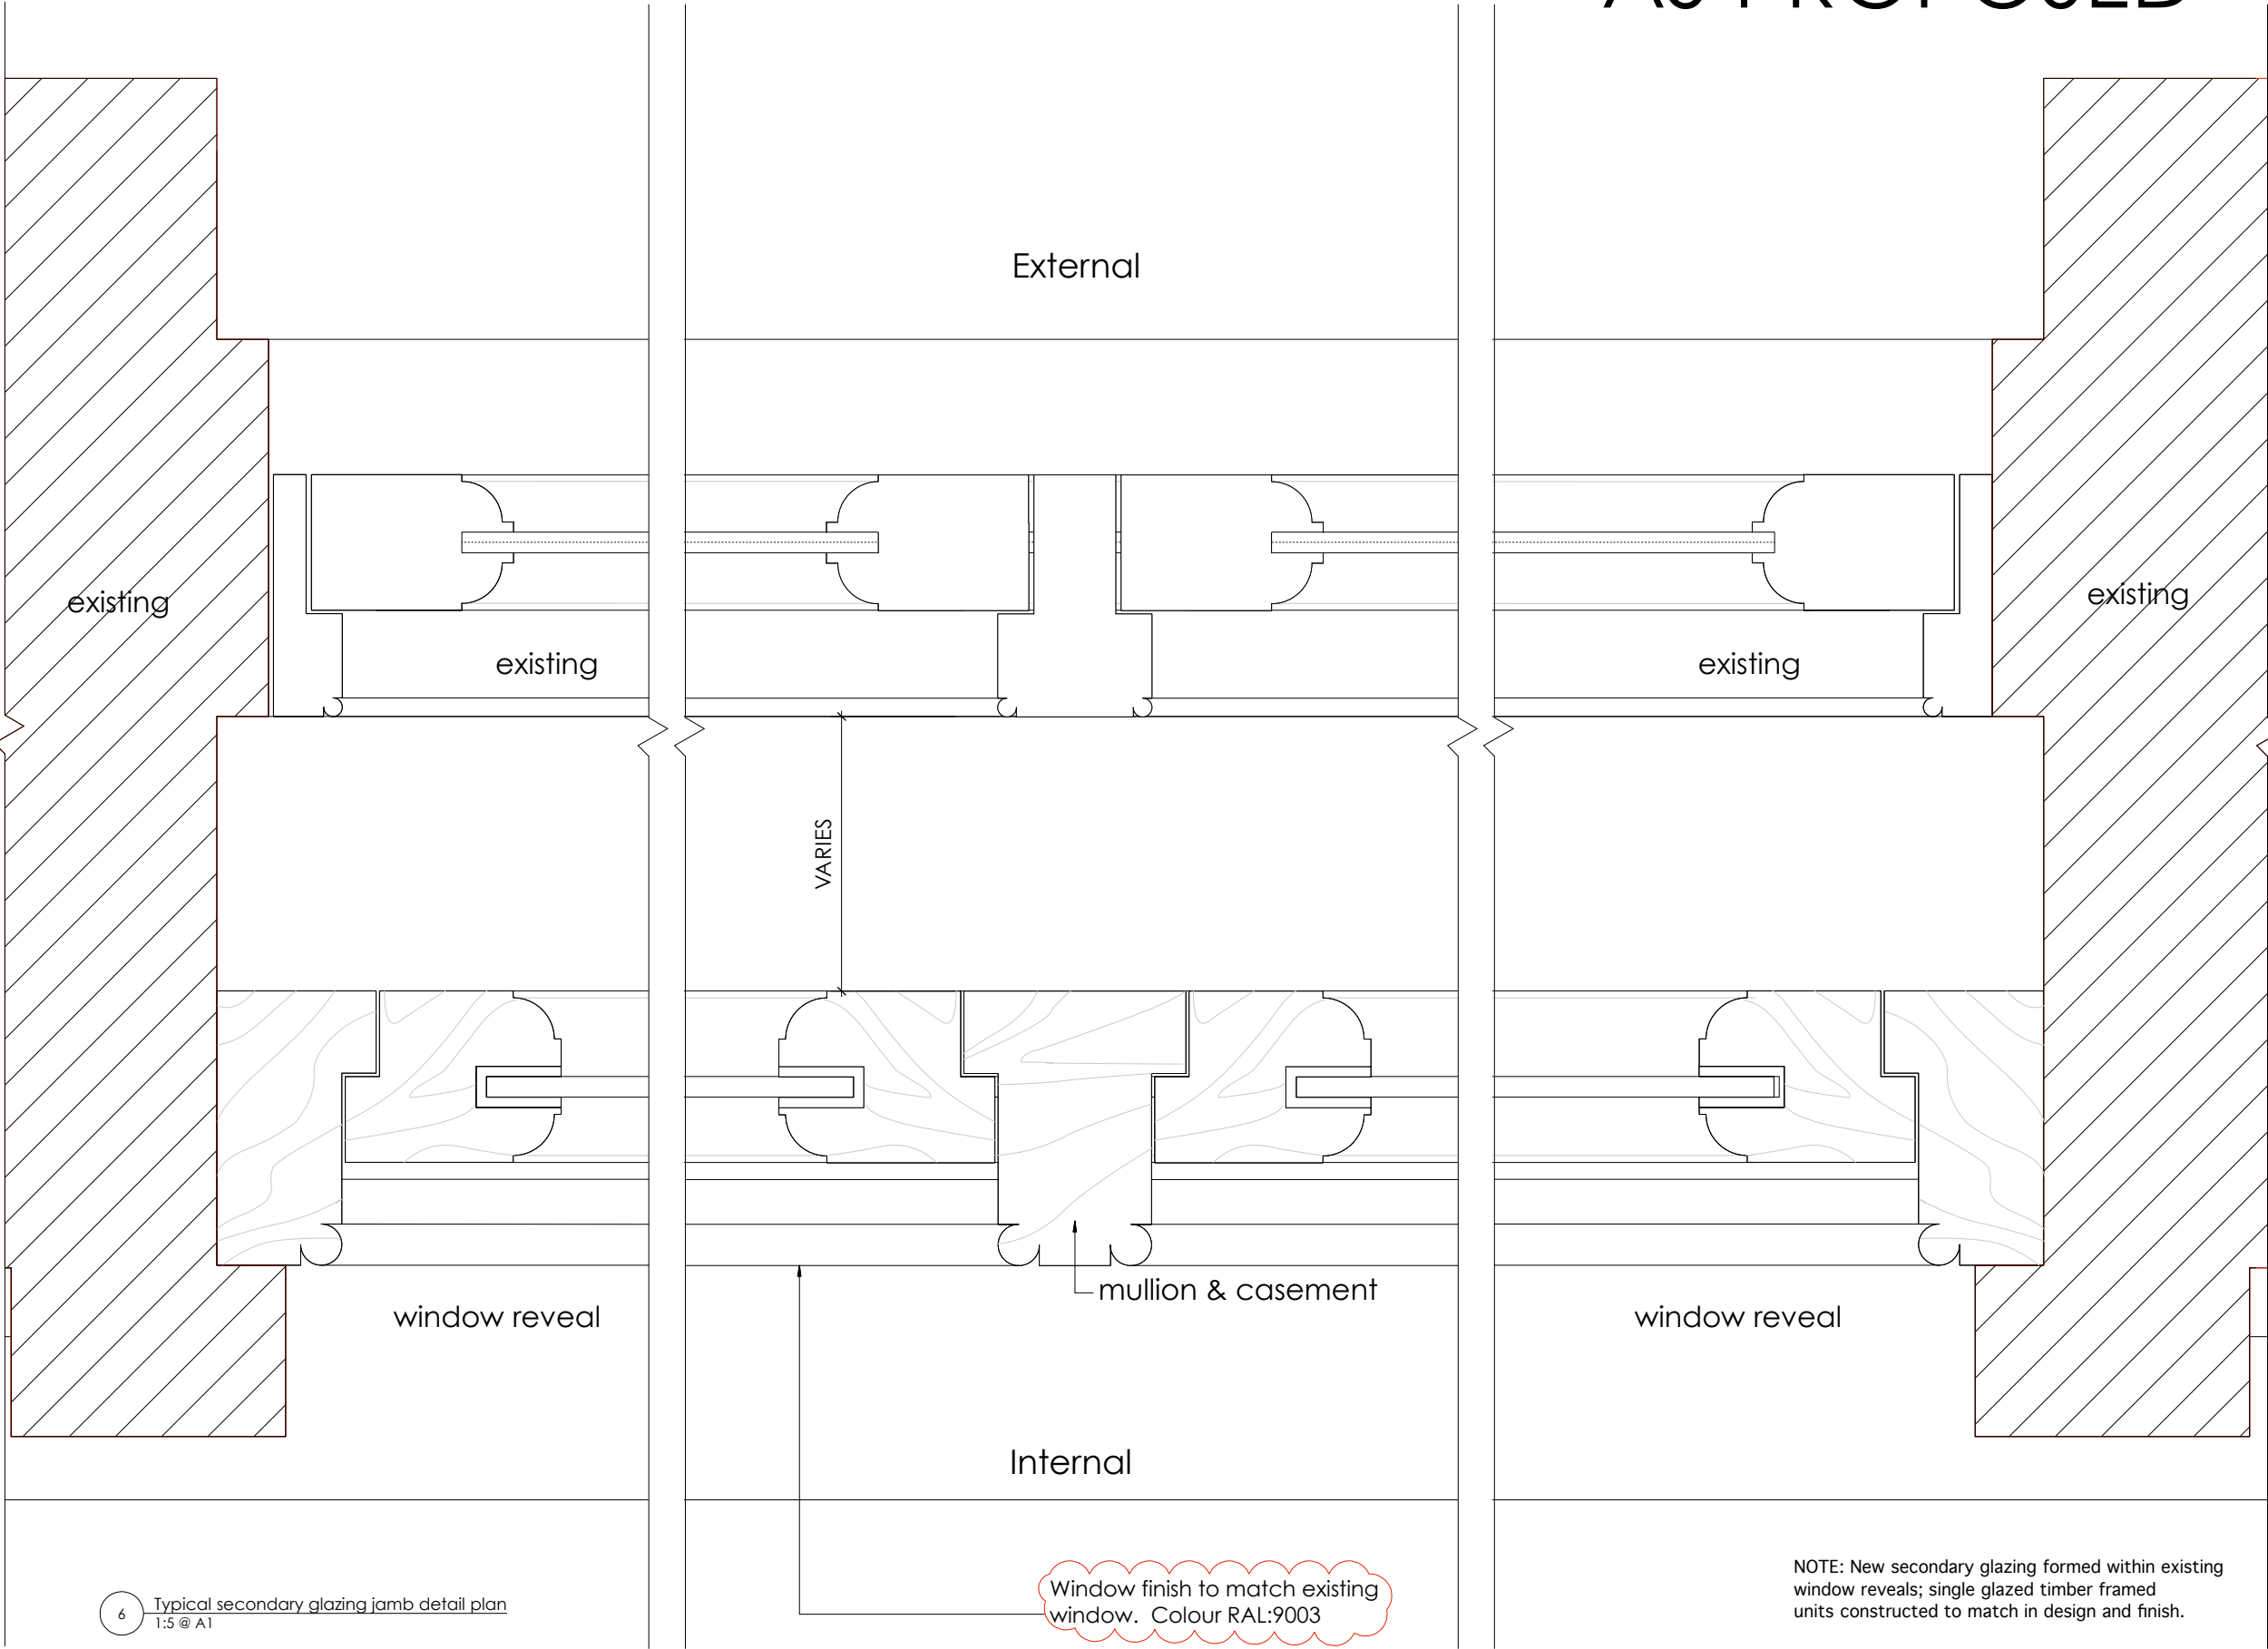 AS PROPOSED
External
existing
existing
existing
existing
VARIES
mullion & casement
window reveal
window reveal
Internal
Window finish to match existing
window. Colour RAL:9003
NOTE: New secondary glazing formed within existing
window reveals; single glazed timber framed
units constructed to match in design and finish.
6
Typical secondary glazing jamb detail plan
1:5 @ A1